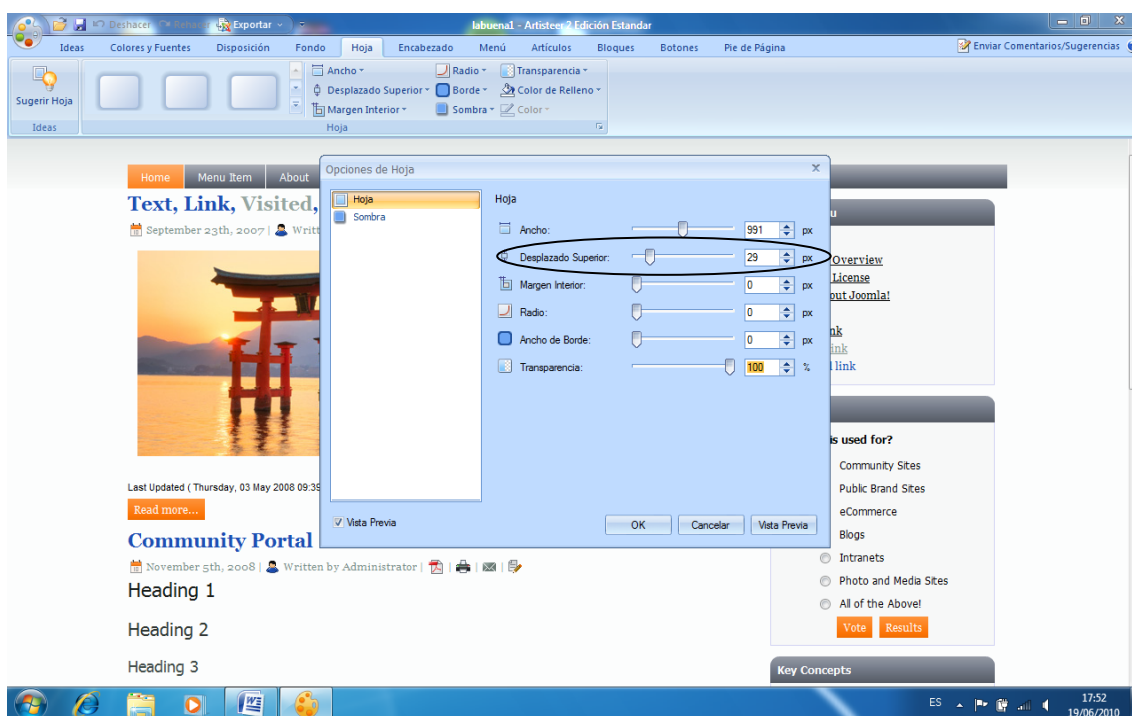 Deshacer Rehacer Exportar labuena1 - Artisteer 2 Edición Estandar
Ideas Colores y Fuentes Disposición Fondo Hoja Encabezado Menú Artículos Bloques Botones Pie de Página Enviar Comentarios/Sugerencias
Ancho Radio Transparencia
Desplazado Superior Borde Color de Relleno
Sugerir Hoja
Margen Interior Sombra Color
Ideas Hoja
Home Menu Item About
Opciones de Hoja
Text, Link, Visited,
September 23th, 2007 | Writt
Hoja
Sombra
Hoja
Ancho: 991 px
Desplazado Superior: 29 px
Margen Interior: 0 px
Radio: 0 px
Ancho de Borde: 0 px
Transparencia: 100 %
Vista Previa
OK Cancelar Vista Previa
u
Overview
License
out Joomla!
nk
ink
link
is used for?
Community Sites
Public Brand Sites
eCommerce
Blogs
Intranets
Photo and Media Sites
All of the Above!
Vote Results
Key Concepts
Last Updated ( Thursday, 03 May 2008 09:39
Read more...
Community Portal
November 5th, 2008 | Written by Administrator | | | |
Heading 1
Heading 2
Heading 3
ES 17:52
19/06/2010